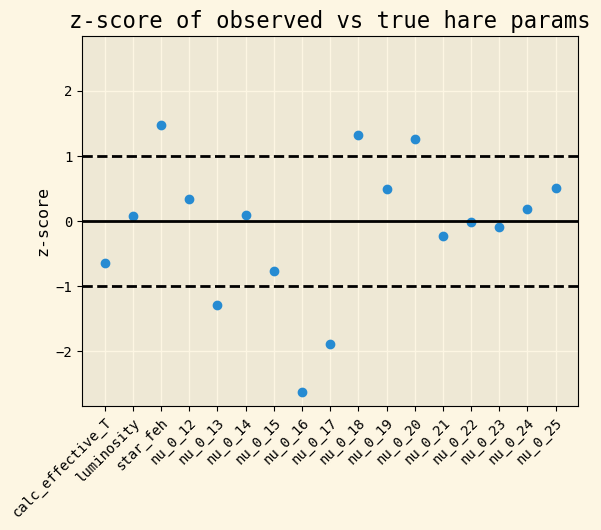 z-score of observed vs true hare params
z-score
2
1
0
−1
−2
calc_effective_T
luminosity
star_feh
nu_0_12
nu_0_13
nu_0_14
nu_0_15
nu_0_16
nu_0_17
nu_0_18
nu_0_19
nu_0_20
nu_0_21
nu_0_22
nu_0_23
nu_0_24
nu_0_25